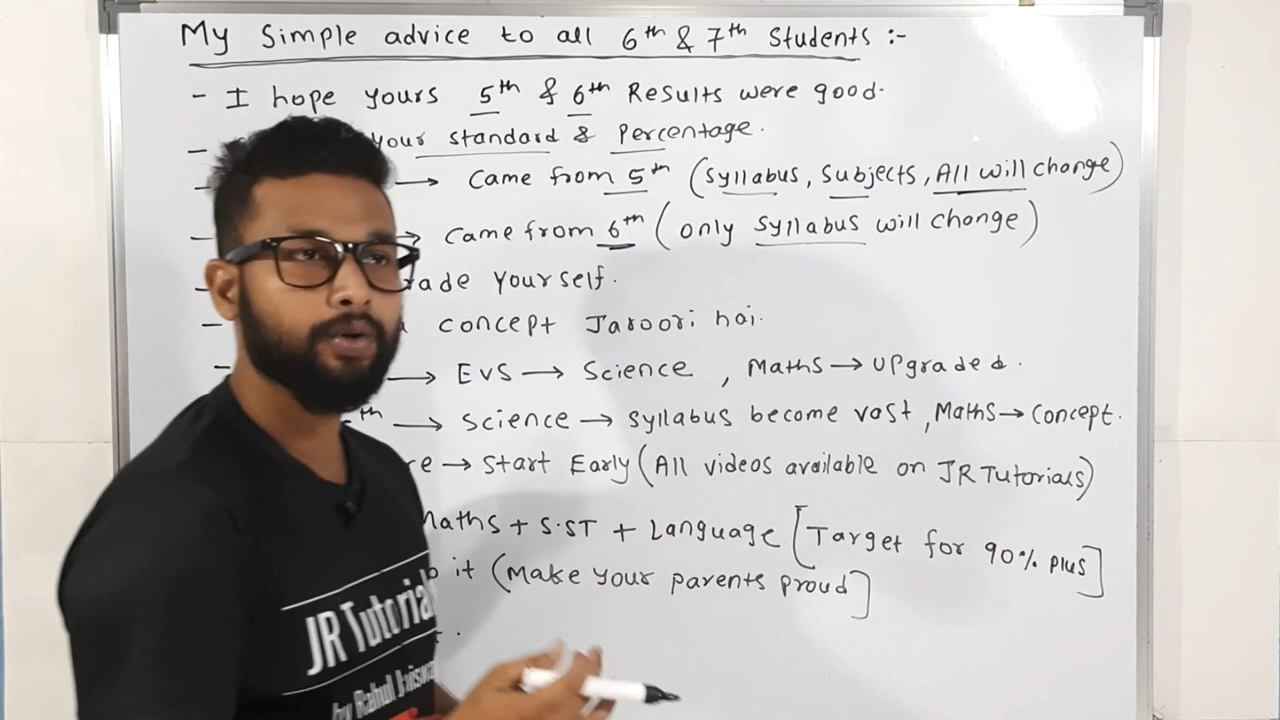 My Simple advice to all 6th & 7th Students :-
- I hope yours 5th & 6th Results were good.
- your standard & Percentage.
- → Came from 5th (Syllabus, Subjects, All will change)
- → Came from 6th (only Syllabus will change)
- yourself.
- concept Jaroori hai.
- → EVS → Science , Maths → upgraded.
th → Science → syllabus become vast , Maths → Concept.
→ Start Early (All videos available on JR Tutorials)
Maths + S.ST + Language [Target for 90% Plus]
it (Make your parents proud]
JR Tutorial
by Rahul